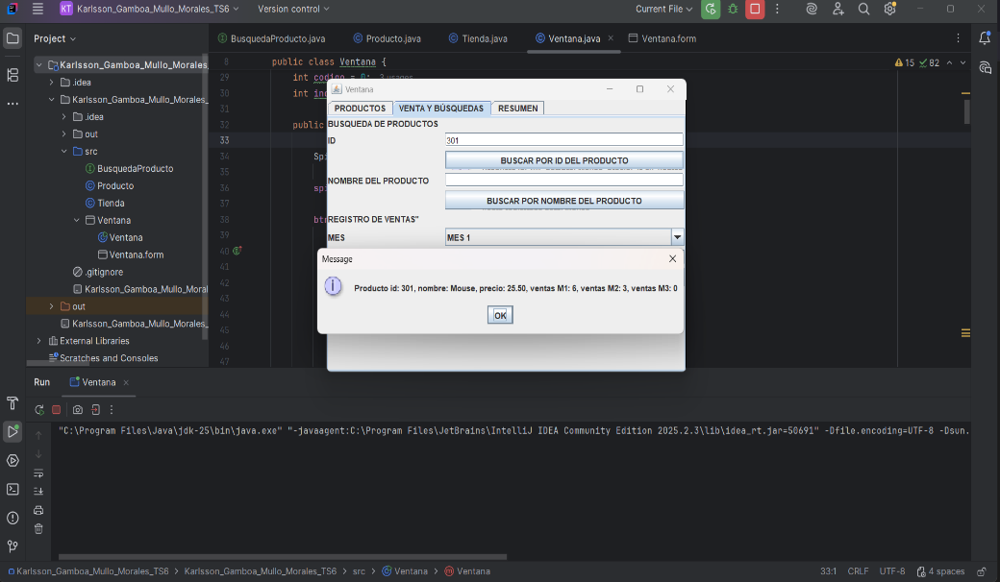 KT Karlsson_Gamboa_Mullo_Morales_TS6 Version control Current File
Project
BusquedaProducto.java Producto.java Tienda.java Ventana.java Ventana.form
Karlsson_Gamboa_Mullo_Morales_
.idea
Karlsson_Gamboa_Mullo_Morales_
.idea
out
src
BusquedaProducto
Producto
Tienda
Ventana
Ventana
Ventana.form
.gitignore
Karlsson_Gamboa_Mullo_Moral
out
Karlsson_Gamboa_Mullo_Morales_
External Libraries
Scratches and Consoles
8 public class Ventana {
15 82
29 int codigo = 0; 3 usages
30 int in
31
32 public
33
34 Sp
35
36 sp
37
38 bt
39
40
41
42
43
44
45
46
47
Ventana
PRODUCTOS VENTA Y BÚSQUEDAS RESUMEN
BUSQUEDA DE PRODUCTOS
ID 301
BUSCAR POR ID DEL PRODUCTO
NOMBRE DEL PRODUCTO
BUSCAR POR NOMBRE DEL PRODUCTO
REGISTRO DE VENTAS"
MES MES 1
Message
Producto id: 301, nombre: Mouse, precio: 25.50, ventas M1: 6, ventas M2: 3, ventas M3: 0
OK
Run Ventana
"C:\Program Files\Java\jdk-25\bin\java.exe" "-javaagent:C:\Program Files\JetBrains\IntelliJ IDEA Community Edition 2025.2.3\lib\idea_rt.jar=50691" -Dfile.encoding=UTF-8 -Dsun.
Karlsson_Gamboa_Mullo_Morales_TS6 > Karlsson_Gamboa_Mullo_Morales_TS6 > src > Ventana > Ventana 33:1 CRLF UTF-8 4 spaces